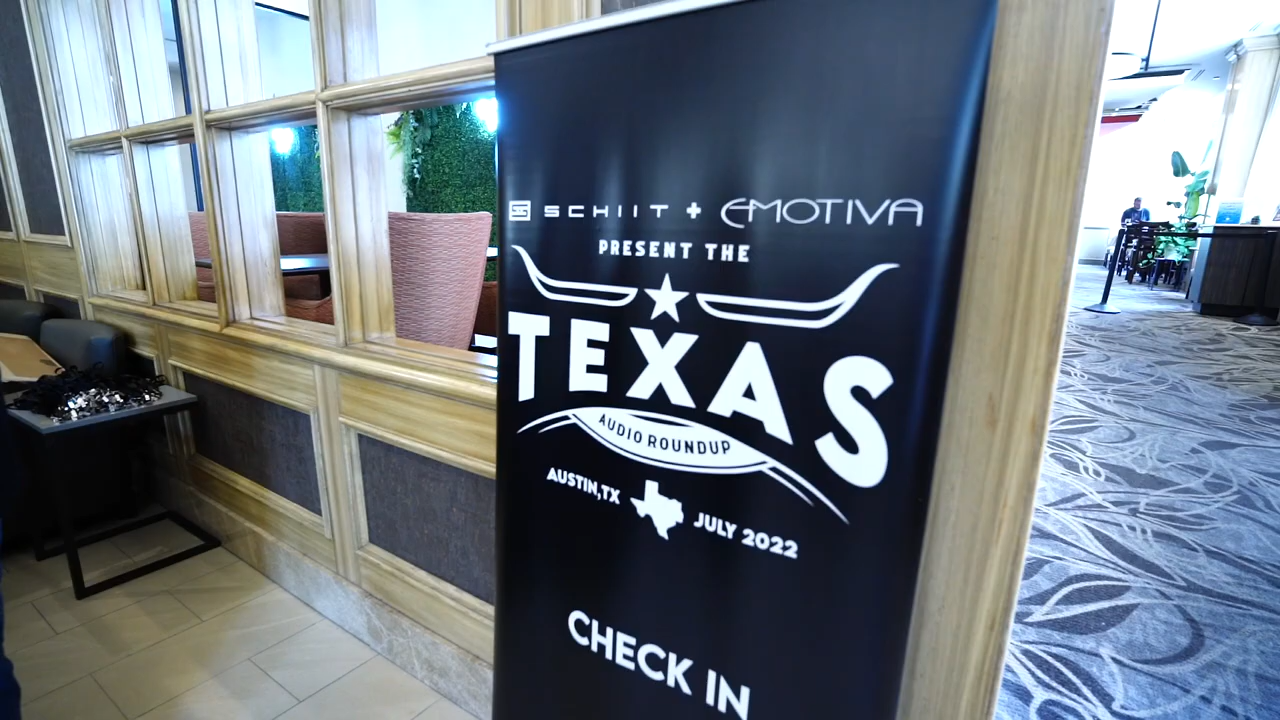 SCHIIT + EMOTIVA
PRESENT THE
TEXAS
AUDIO ROUNDUP
AUSTIN, TX JULY 2022
CHECK IN